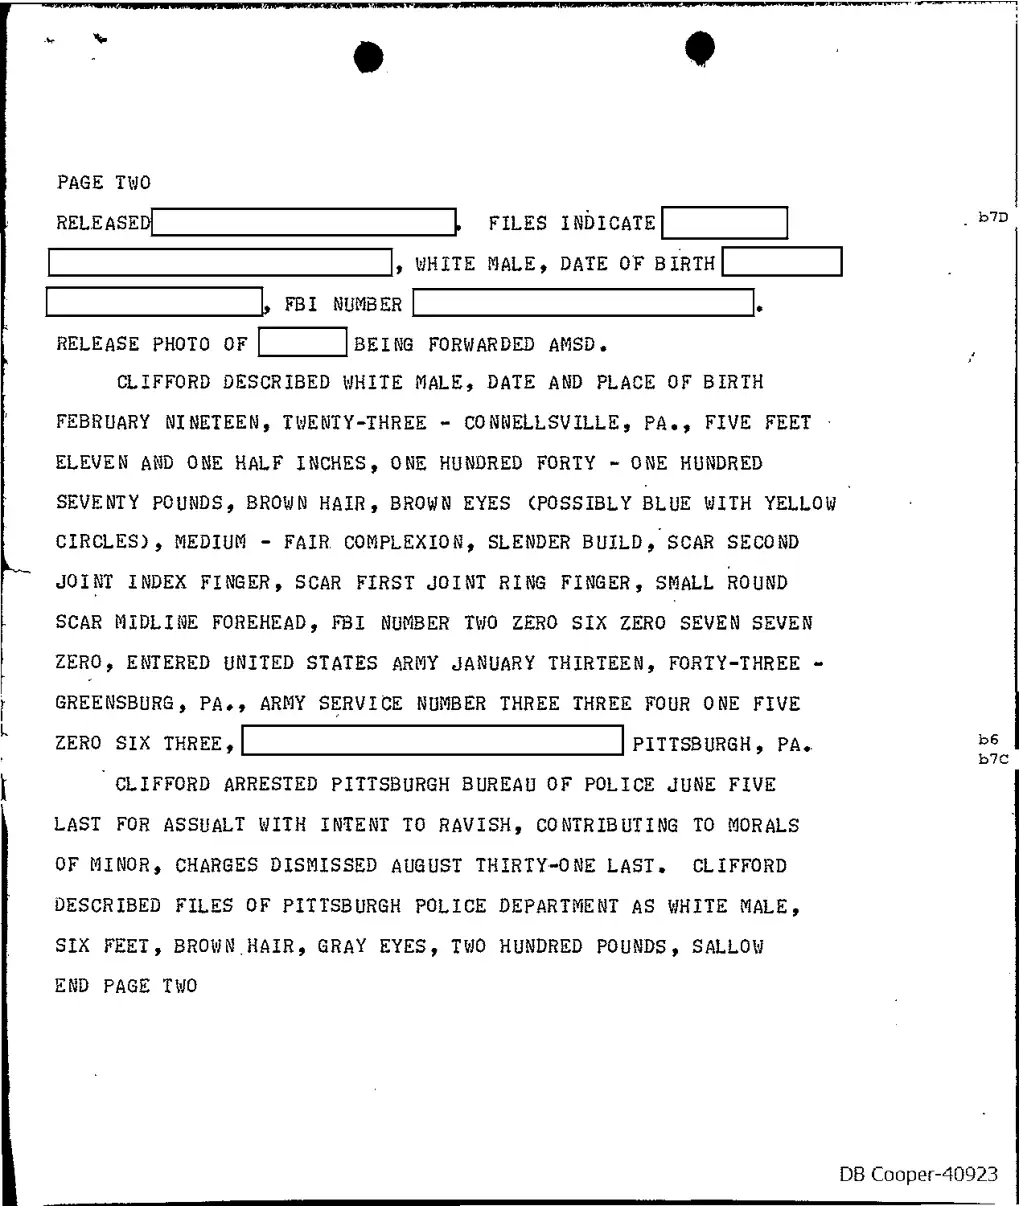 PAGE TWO
RELEASED . FILES INDICATE b7D
, WHITE MALE, DATE OF BIRTH
, FBI NUMBER .
RELEASE PHOTO OF BEING FORWARDED AMSD.
CLIFFORD DESCRIBED WHITE MALE, DATE AND PLACE OF BIRTH
FEBRUARY NINETEEN, TWENTY-THREE - CONNELLSVILLE, PA., FIVE FEET
ELEVEN AND ONE HALF INCHES, ONE HUNDRED FORTY - ONE HUNDRED
SEVENTY POUNDS, BROWN HAIR, BROWN EYES (POSSIBLY BLUE WITH YELLOW
CIRCLES), MEDIUM - FAIR COMPLEXION, SLENDER BUILD, SCAR SECOND
JOINT INDEX FINGER, SCAR FIRST JOINT RING FINGER, SMALL ROUND
SCAR MIDLINE FOREHEAD, FBI NUMBER TWO ZERO SIX ZERO SEVEN SEVEN
ZERO, ENTERED UNITED STATES ARMY JANUARY THIRTEEN, FORTY-THREE -
GREENSBURG, PA., ARMY SERVICE NUMBER THREE THREE FOUR ONE FIVE
ZERO SIX THREE, PITTSBURGH, PA. b6
b7C
CLIFFORD ARRESTED PITTSBURGH BUREAU OF POLICE JUNE FIVE
LAST FOR ASSUALT WITH INTENT TO RAVISH, CONTRIBUTING TO MORALS
OF MINOR, CHARGES DISMISSED AUGUST THIRTY-ONE LAST. CLIFFORD
DESCRIBED FILES OF PITTSBURGH POLICE DEPARTMENT AS WHITE MALE,
SIX FEET, BROWN HAIR, GRAY EYES, TWO HUNDRED POUNDS, SALLOW
END PAGE TWO
DB Cooper-40923